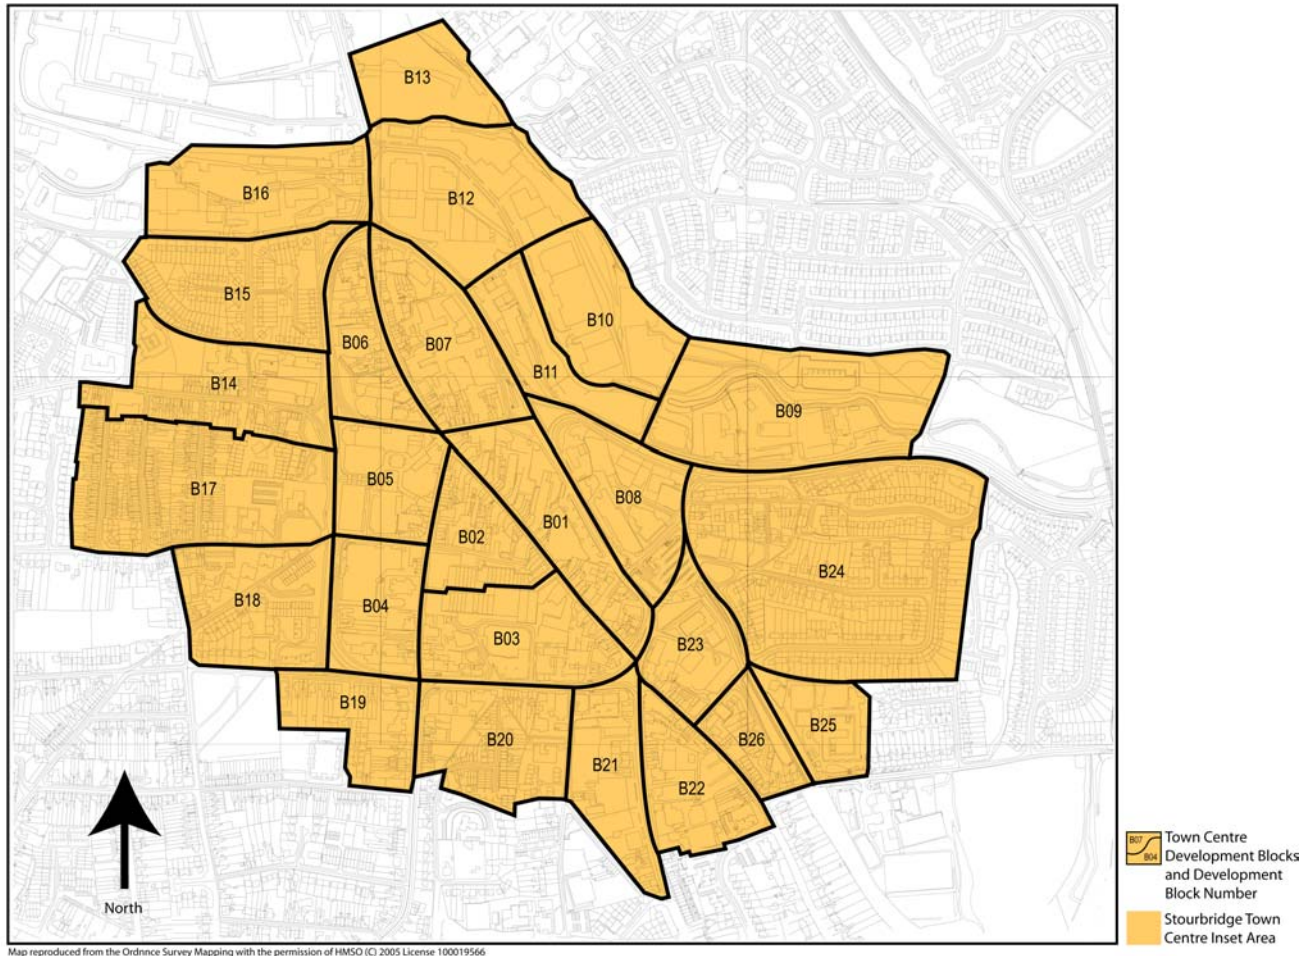 B13
B16
B12
B15
B10
B06
B07
B11
B14
B09
B05
B17
B08
B01
B02
B24
B18
B04
B03
B23
B19
B25
B20
B26
B21
B22
North
B07
B04
Town Centre
Development Blocks
and Development
Block Number
Stourbridge Town
Centre Inset Area
Map reproduced from the Ordnnce Survey Mapping with the permission of HMSO (C) 2005 License 100019566